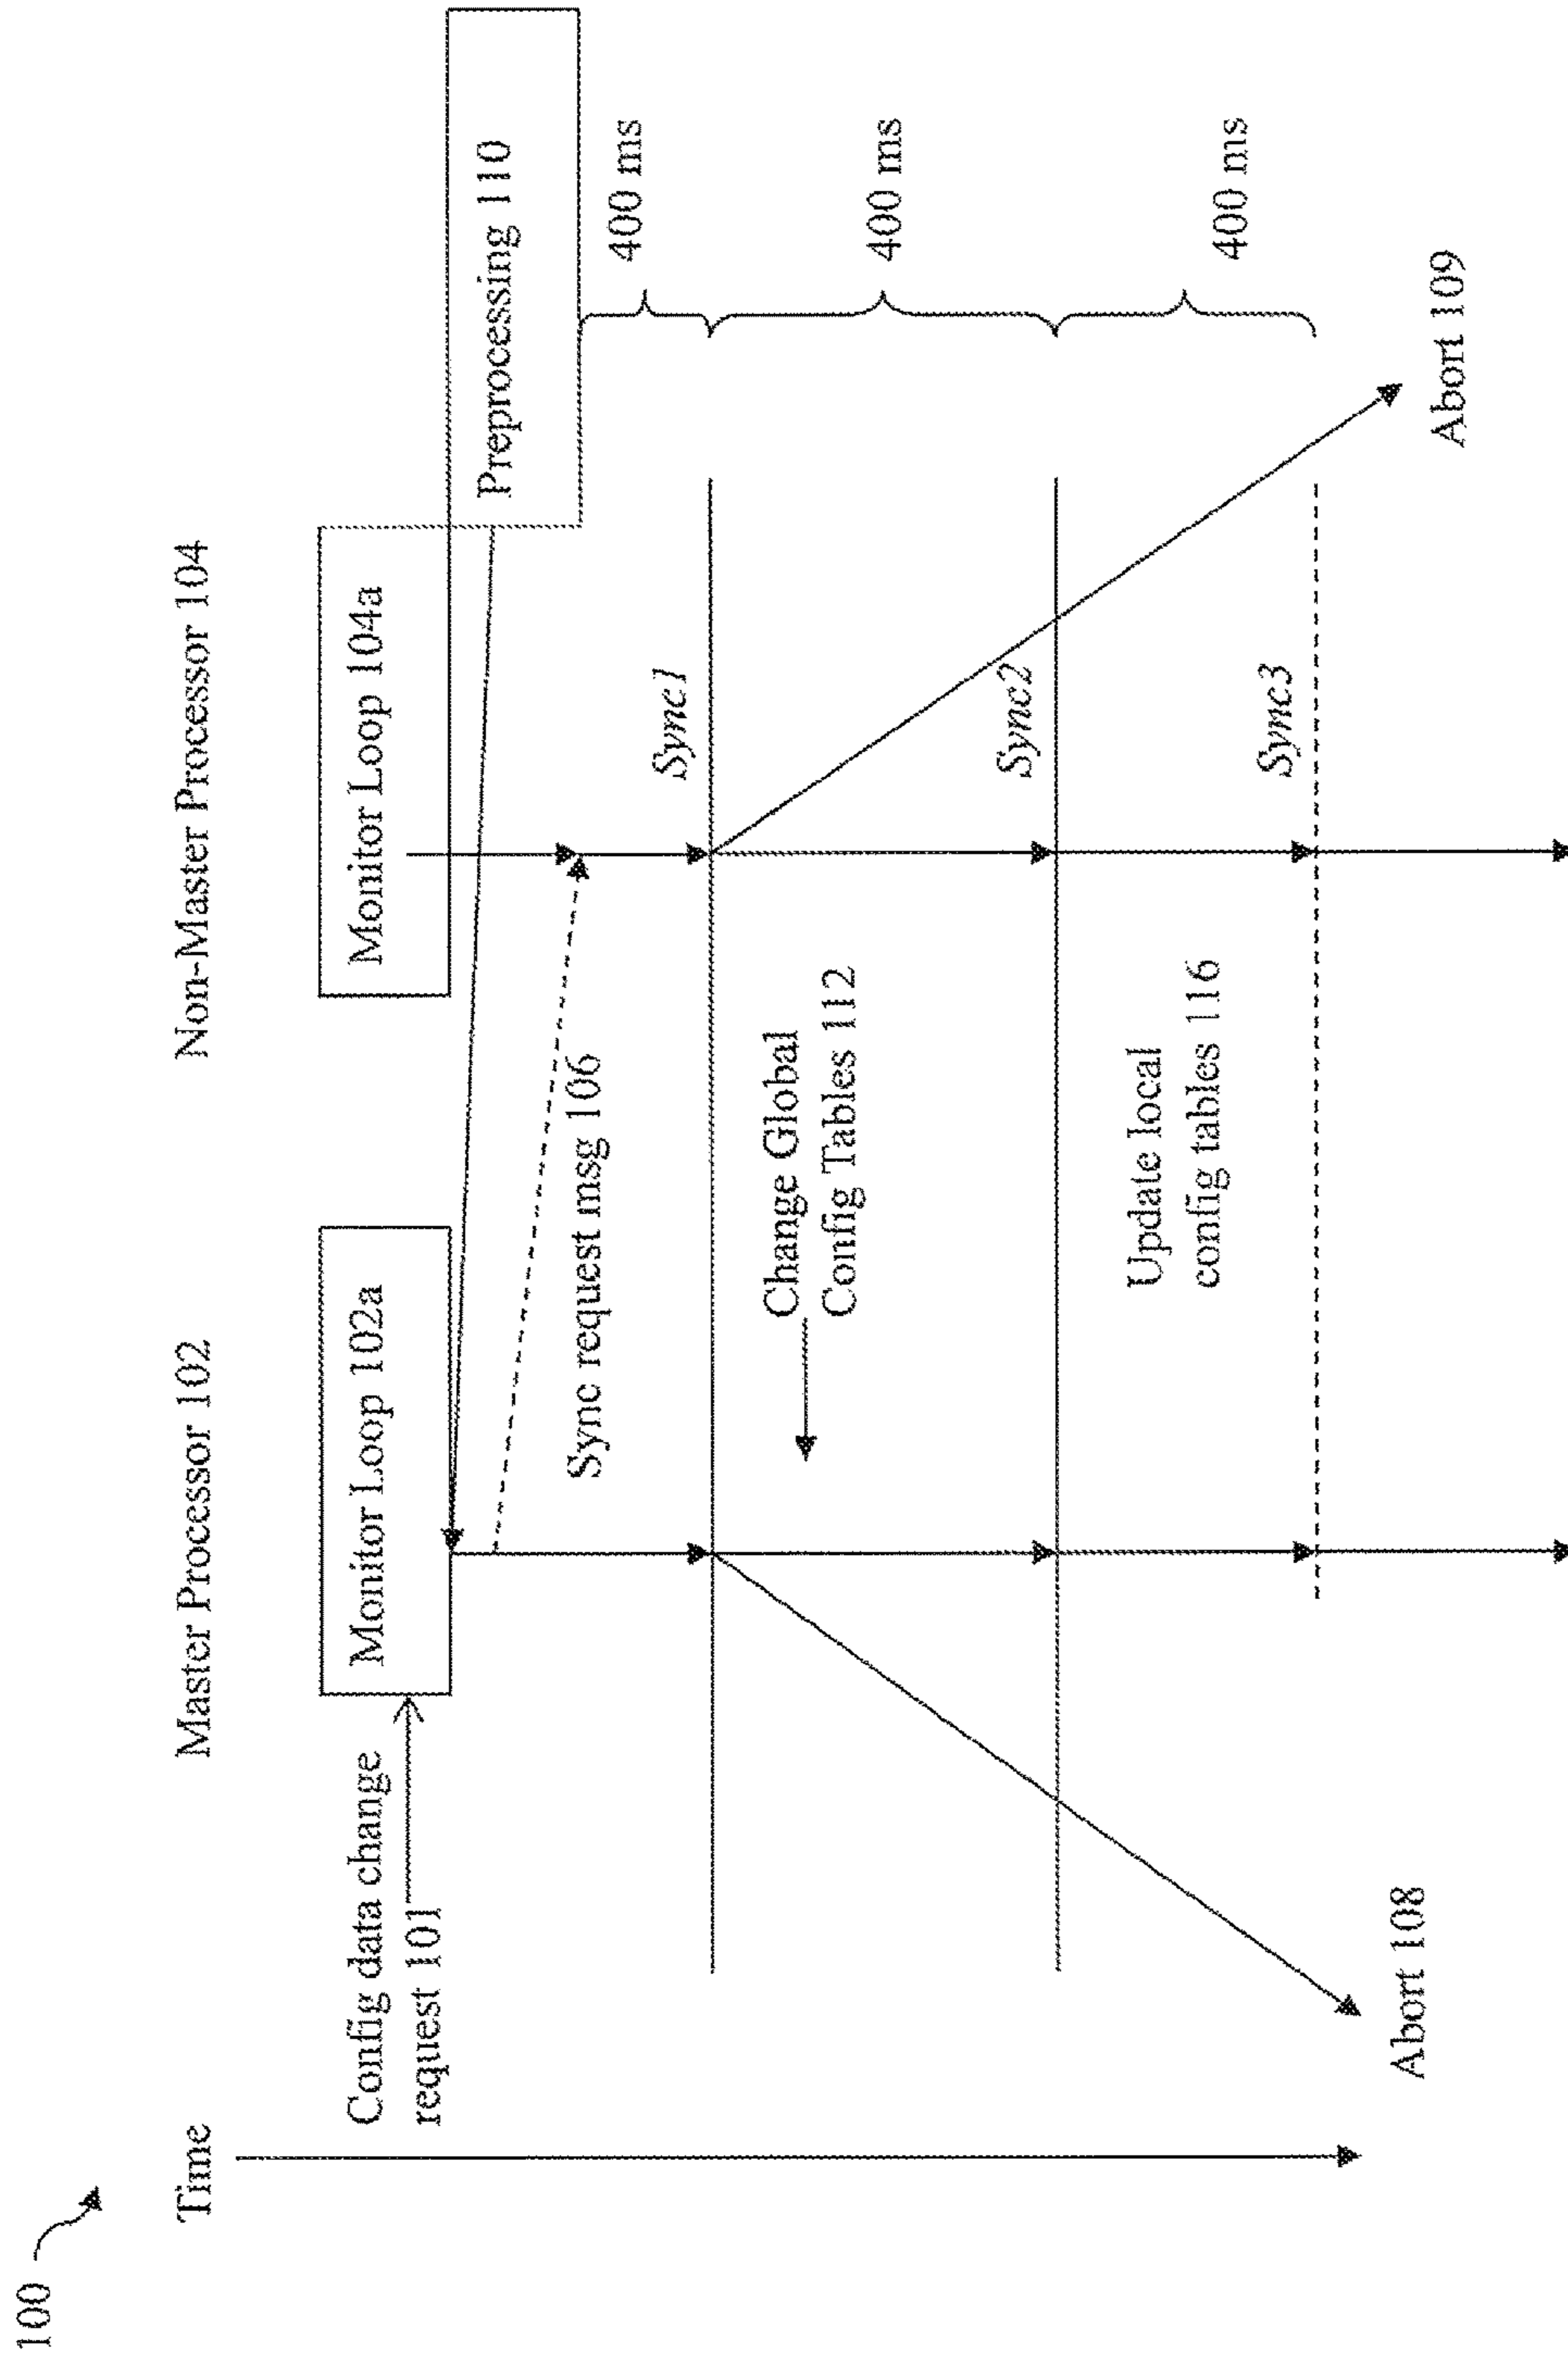 100
Time
Master Processor 102
Non-Master Processor 104
Config data change
request 101
Monitor Loop 102a
Monitor Loop 104a
Preprocessing 110
Sync request msg 106
400 ms
Sync1
Change Global
Config Tables 112
400 ms
Sync2
Update local
config tables 116
400 ms
Sync3
Abort 108
Abort 109